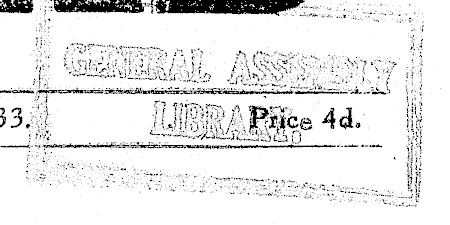 GENERAL ASSEMBLY
33. Price 4d.
LIBRARY.